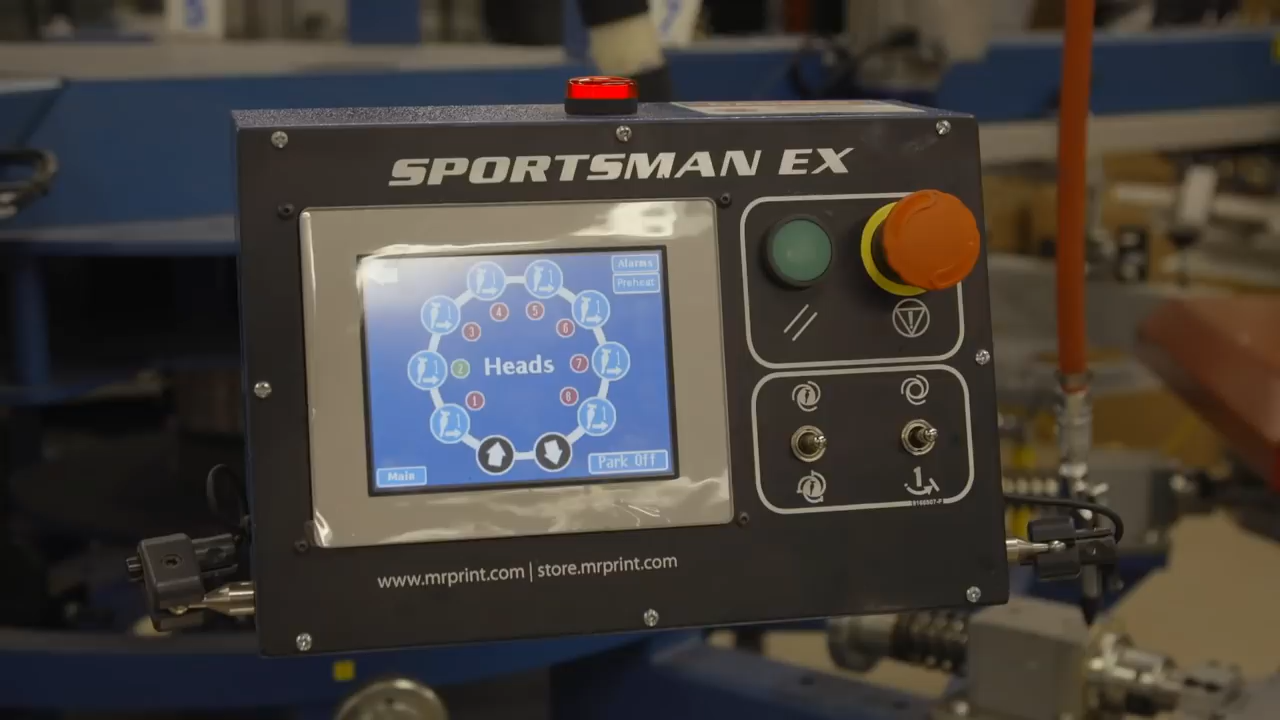 SPORTSMAN EX
Alarms
Preheat
4 5
3 6
2 Heads 7
1 8
Park Off
Main
1
www.mrprint.com | store.mrprint.com